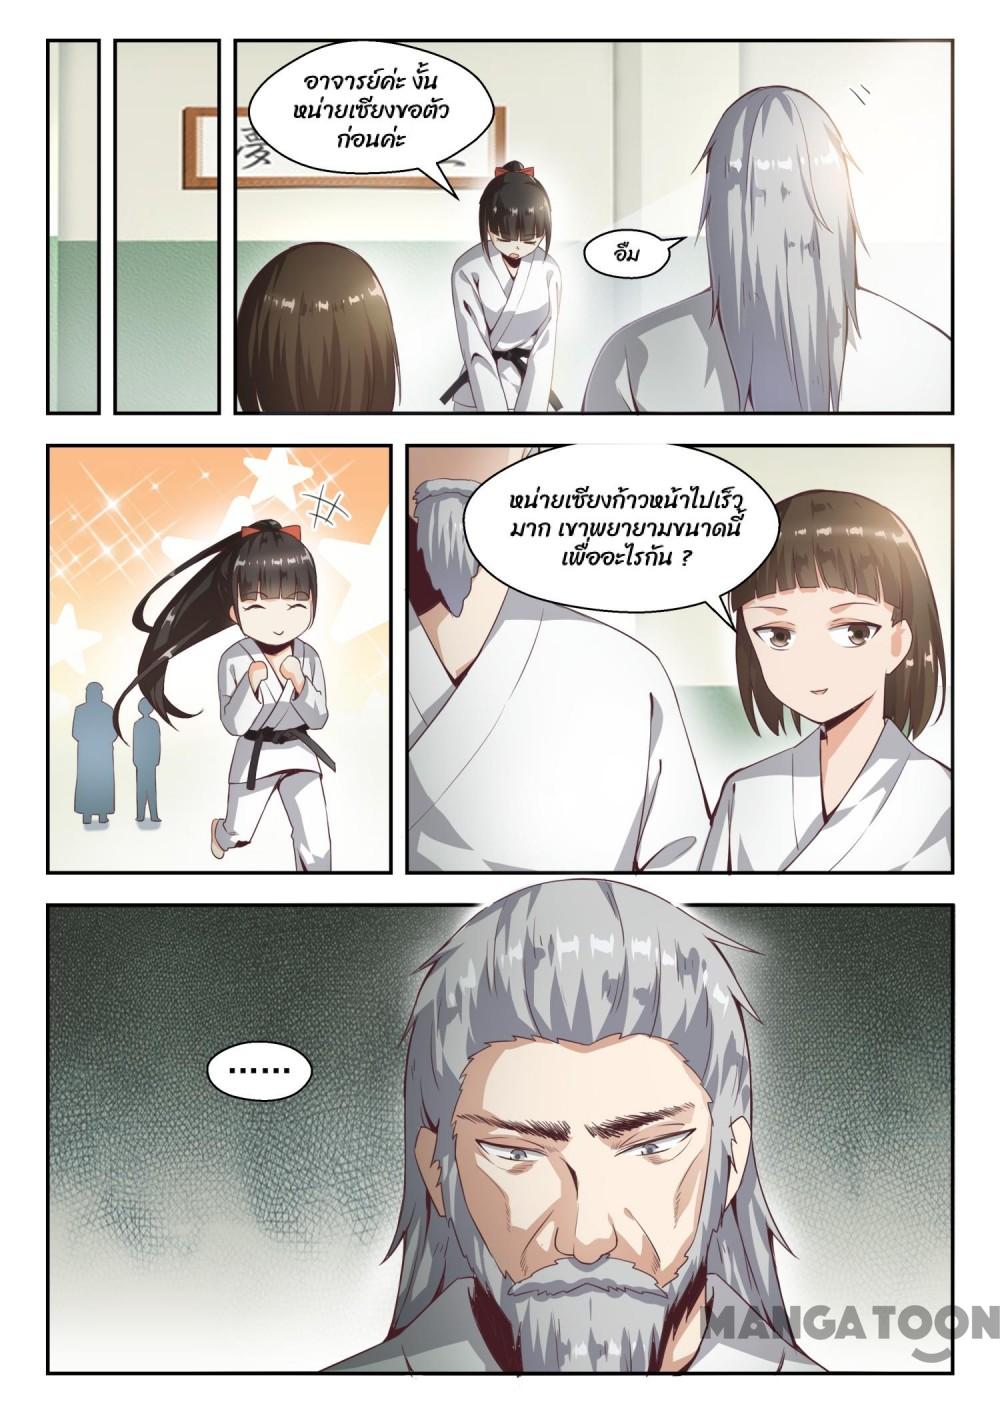 อาจารย์ค่ะ งั้น
หน่ายเซียงขอตัว
ก่อนค่ะ
อืม
หน่ายเซียงก้าวหน้าไปเร็ว
มาก เขาพยายามขนาดนี้
เพื่ออะไรกัน ?
......
MANGATOON